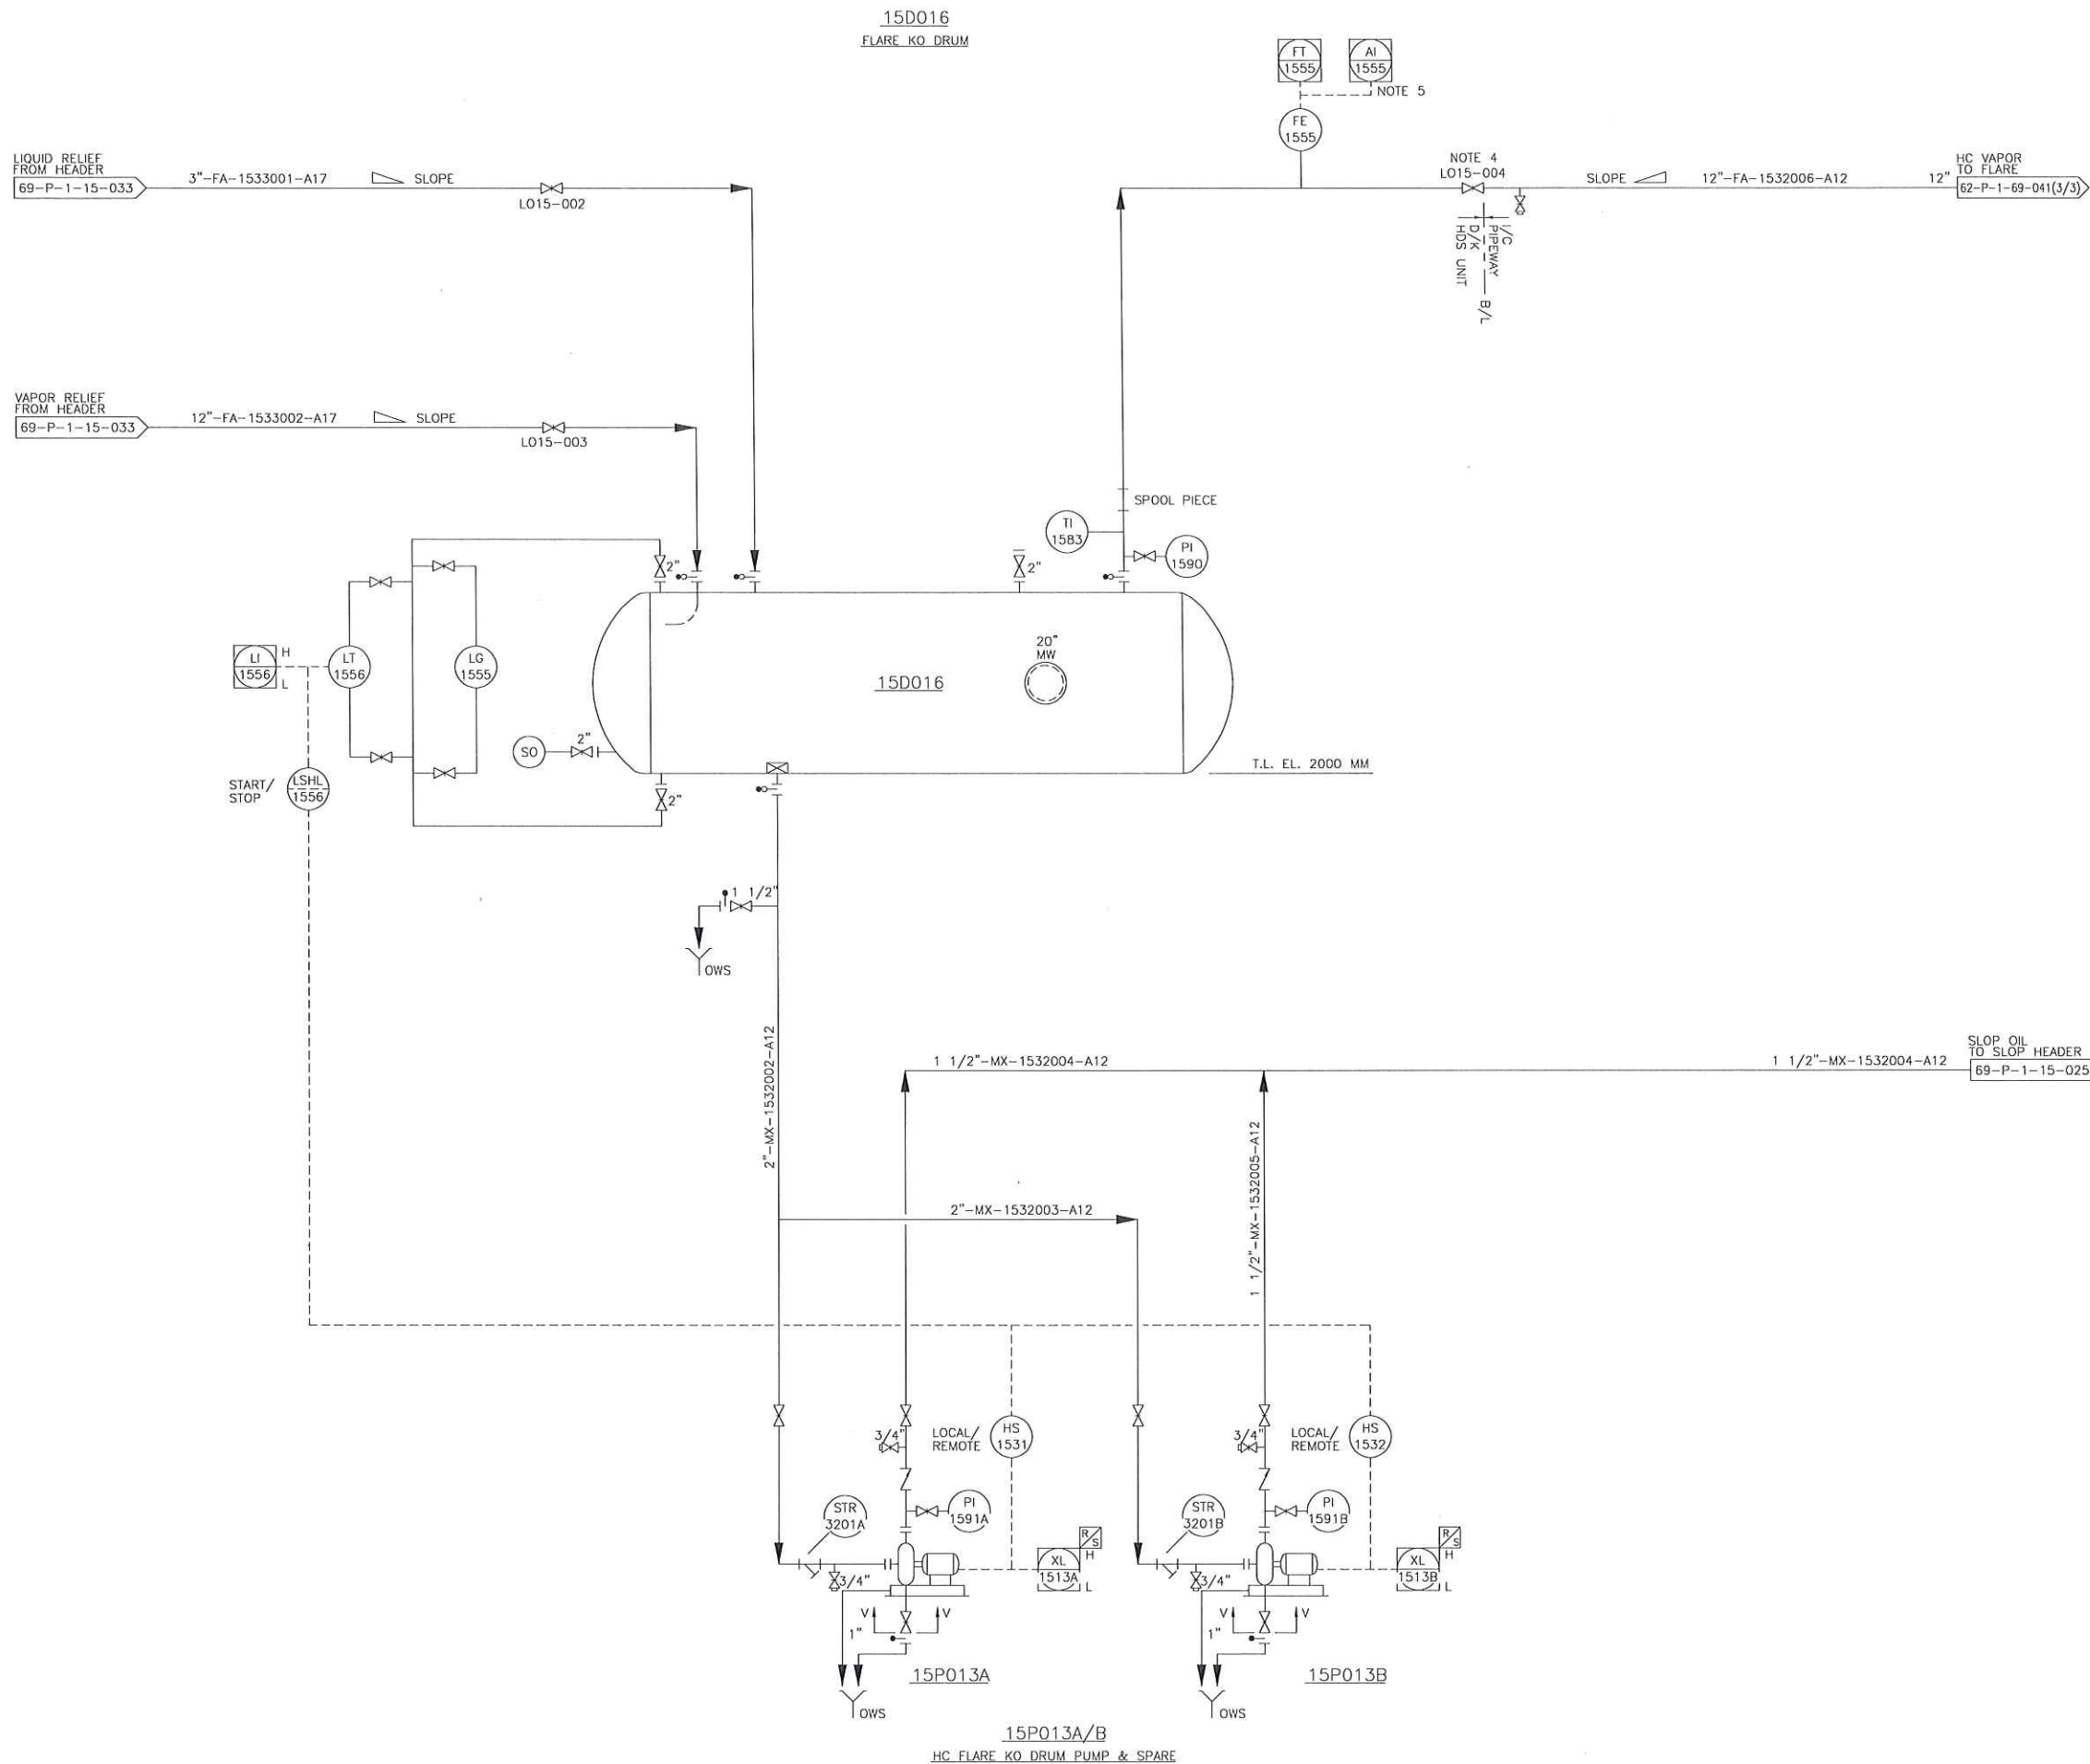 15D016
FLARE KO DRUM
FT
1555
AI
1555
NOTE 5
FE
1555
LIQUID RELIEF
FROM HEADER
69-P-1-15-033
3"-FA-1533001-A17
SLOPE
LO15-002
NOTE 4
LO15-004
SLOPE
12"-FA-1532006-A12
12"
HC VAPOR
TO FLARE
62-P-1-69-041(3/3)
I/C
PIPEWAY
D/K
HDS UNIT
B/L
VAPOR RELIEF
FROM HEADER
69-P-1-15-033
12"-FA-1533002-A17
SLOPE
LO15-003
SPOOL PIECE
TI
1583
PI
1590
2"
2"
LI
1556
H
L
LT
1556
LG
1555
20"
MW
15D016
SO
2"
T.L. EL. 2000 MM
START/
STOP
LSHL
1556
2"
1 1/2"
OWS
2"-MX-1532002-A12
1 1/2"-MX-1532004-A12
1 1/2"-MX-1532004-A12
SLOP OIL
TO SLOP HEADER
69-P-1-15-025
1 1/2"-MX-1532005-A12
2"-MX-1532003-A12
3/4"
LOCAL/
REMOTE
HS
1531
3/4"
LOCAL/
REMOTE
HS
1532
STR
3201A
PI
1591A
STR
3201B
PI
1591B
R/S
H
XL
1513A
L
R/S
H
XL
1513B
L
3/4"
3/4"
V
V
1"
V
V
1"
15P013A
15P013B
OWS
OWS
15P013A/B
HC FLARE KO DRUM PUMP & SPARE